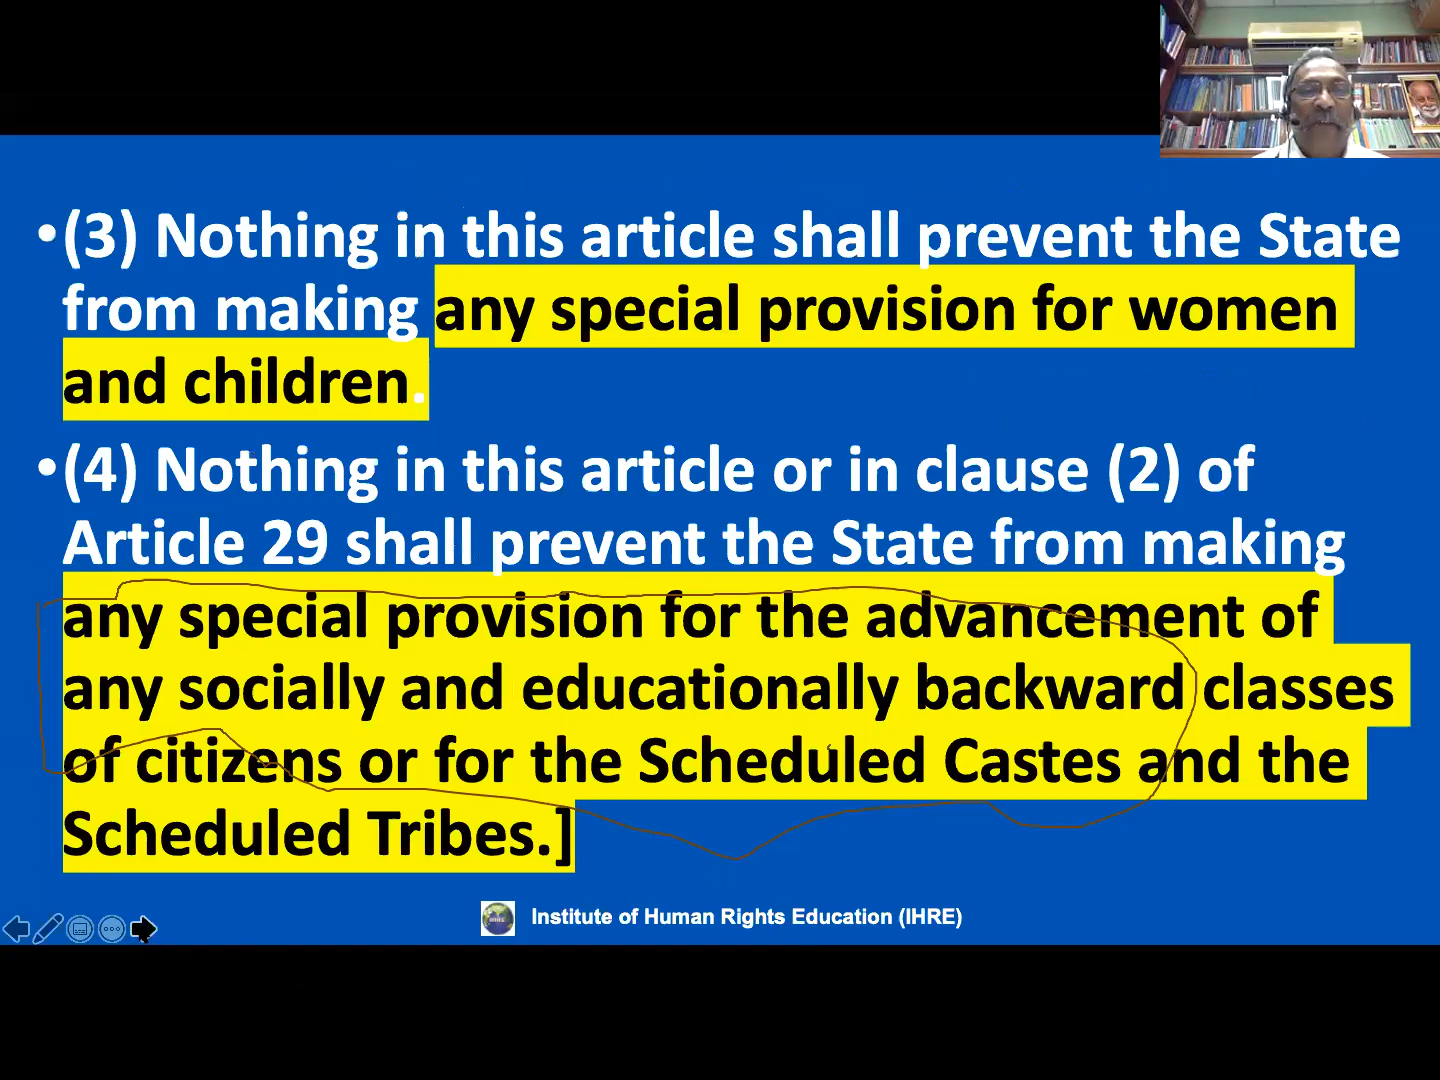 •(3) Nothing in this article shall prevent the State
from making any special provision for women
and children.
•(4) Nothing in this article or in clause (2) of
Article 29 shall prevent the State from making
any special provision for the advancement of
any socially and educationally backward classes
of citizens or for the Scheduled Castes and the
Scheduled Tribes.]
IHRE
Institute of Human Rights Education (IHRE)